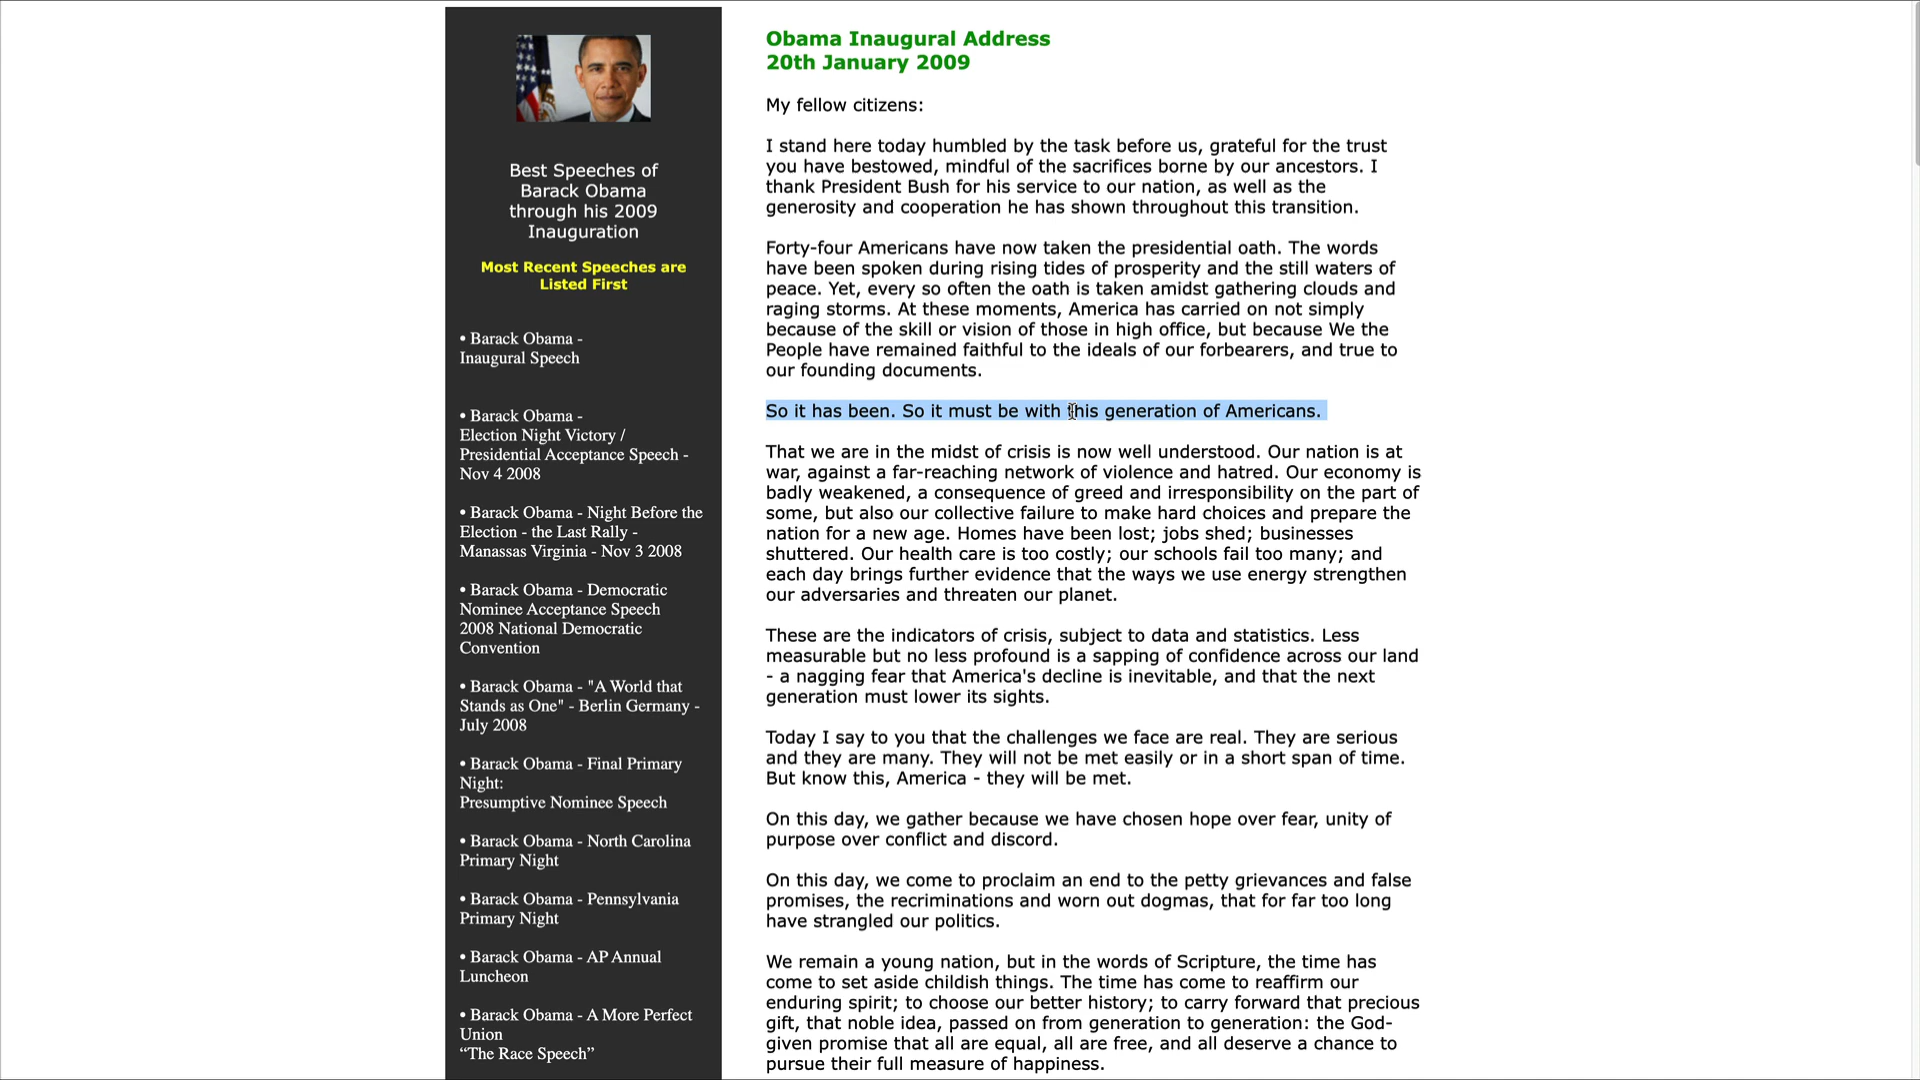 Best Speeches of
Barack Obama
through his 2009
Inauguration
Most Recent Speeches are
Listed First
• Barack Obama -
Inaugural Speech
• Barack Obama -
Election Night Victory /
Presidential Acceptance Speech -
Nov 4 2008
• Barack Obama - Night Before the
Election - the Last Rally -
Manassas Virginia - Nov 3 2008
• Barack Obama - Democratic
Nominee Acceptance Speech
2008 National Democratic
Convention
• Barack Obama - "A World that
Stands as One" - Berlin Germany -
July 2008
• Barack Obama - Final Primary
Night:
Presumptive Nominee Speech
• Barack Obama - North Carolina
Primary Night
• Barack Obama - Pennsylvania
Primary Night
• Barack Obama - AP Annual
Luncheon
• Barack Obama - A More Perfect
Union
“The Race Speech”
Obama Inaugural Address
20th January 2009
My fellow citizens:
I stand here today humbled by the task before us, grateful for the trust
you have bestowed, mindful of the sacrifices borne by our ancestors. I
thank President Bush for his service to our nation, as well as the
generosity and cooperation he has shown throughout this transition.
Forty-four Americans have now taken the presidential oath. The words
have been spoken during rising tides of prosperity and the still waters of
peace. Yet, every so often the oath is taken amidst gathering clouds and
raging storms. At these moments, America has carried on not simply
because of the skill or vision of those in high office, but because We the
People have remained faithful to the ideals of our forbearers, and true to
our founding documents.
So it has been. So it must be with this generation of Americans.
That we are in the midst of crisis is now well understood. Our nation is at
war, against a far-reaching network of violence and hatred. Our economy is
badly weakened, a consequence of greed and irresponsibility on the part of
some, but also our collective failure to make hard choices and prepare the
nation for a new age. Homes have been lost; jobs shed; businesses
shuttered. Our health care is too costly; our schools fail too many; and
each day brings further evidence that the ways we use energy strengthen
our adversaries and threaten our planet.
These are the indicators of crisis, subject to data and statistics. Less
measurable but no less profound is a sapping of confidence across our land
- a nagging fear that America's decline is inevitable, and that the next
generation must lower its sights.
Today I say to you that the challenges we face are real. They are serious
and they are many. They will not be met easily or in a short span of time.
But know this, America - they will be met.
On this day, we gather because we have chosen hope over fear, unity of
purpose over conflict and discord.
On this day, we come to proclaim an end to the petty grievances and false
promises, the recriminations and worn out dogmas, that for far too long
have strangled our politics.
We remain a young nation, but in the words of Scripture, the time has
come to set aside childish things. The time has come to reaffirm our
enduring spirit; to choose our better history; to carry forward that precious
gift, that noble idea, passed on from generation to generation: the God-
given promise that all are equal, all are free, and all deserve a chance to
pursue their full measure of happiness.